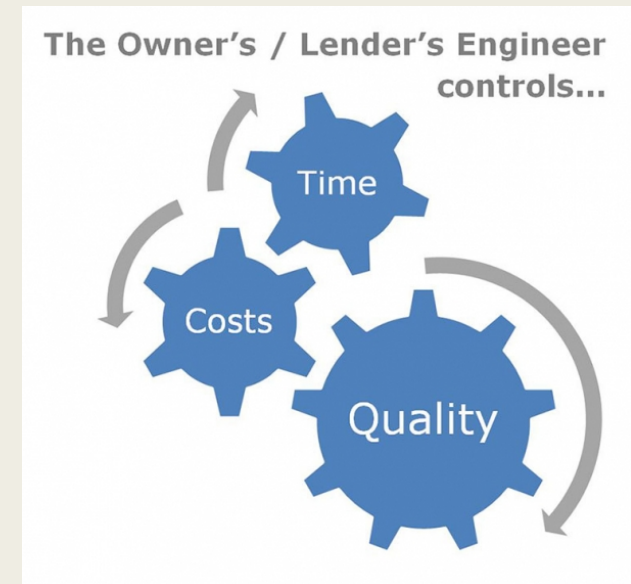 The Owner's / Lender's Engineer
controls...
Time
Costs
Quality